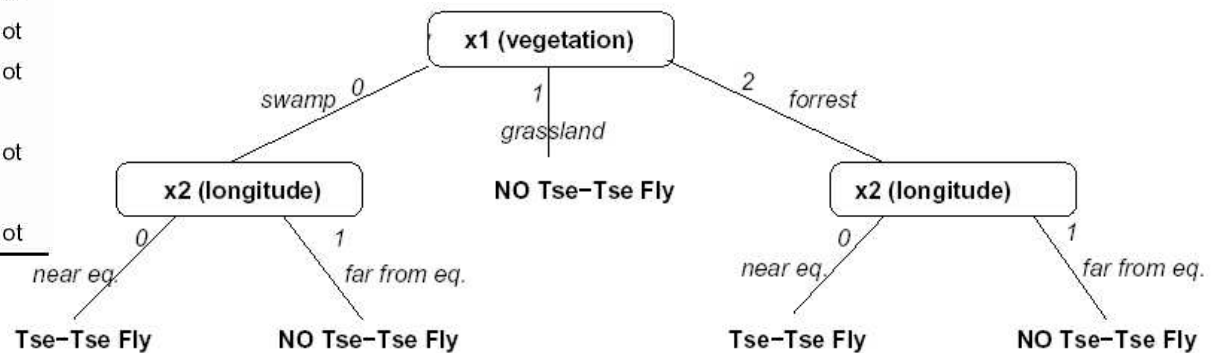 ot
ot
ot
ot
x1 (vegetation)
0
1
2
swamp
grassland
forrest
x2 (longitude)
NO Tse−Tse Fly
x2 (longitude)
0
1
0
1
near eq.
far from eq.
near eq.
far from eq.
Tse−Tse Fly
NO Tse−Tse Fly
Tse−Tse Fly
NO Tse−Tse Fly